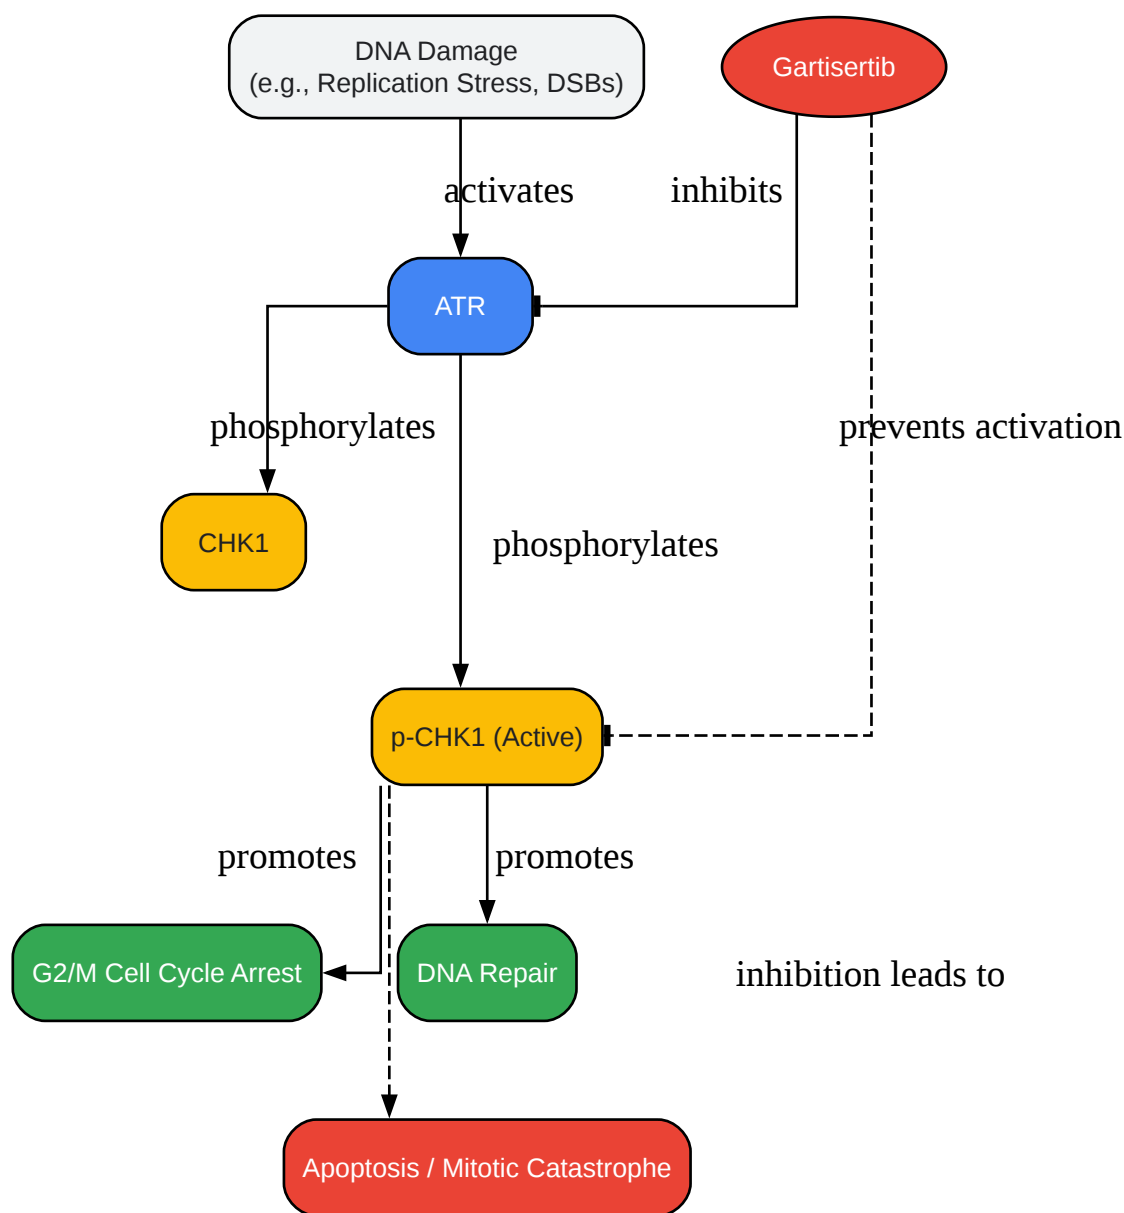 DNA Damage
(e.g., Replication Stress, DSBs)
Gartisertib
activates
inhibits
ATR
phosphorylates
prevents activation
CHK1
phosphorylates
p-CHK1 (Active)
promotes
promotes
G2/M Cell Cycle Arrest
DNA Repair
inhibition leads to
Apoptosis / Mitotic Catastrophe